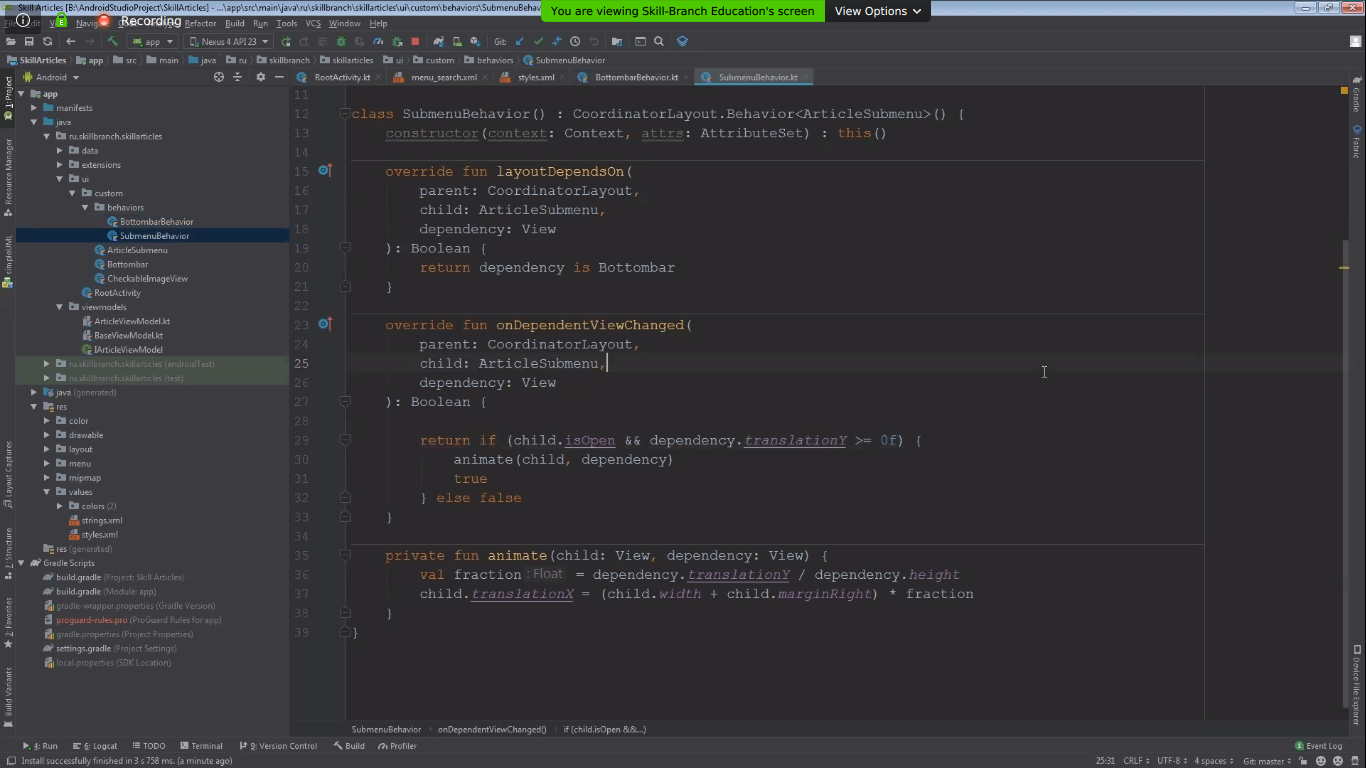 Skill Articles [B:\AndroidStudioProject\SkillArticles] - ...\app\src\main\java\ru\skillbranch\skillarticles\ui\custom\behaviors\Submenu
Recording
You are viewing Skill-Branch Education's screen
View Options
Refactor Build Run Tools VCS Window Help
app
Nexus 4 API 23
Git:
SkillArticles app src main java ru skillbranch skillarticles ui custom behaviors SubmenuBehavior
Android
RootActivity.kt
menu_search.xml
styles.xml
BottombarBehavior.kt
SubmenuBehavior.kt
app
manifests
java
ru.skillbranch.skillarticles
data
extensions
ui
custom
behaviors
BottombarBehavior
SubmenuBehavior
ArticleSubmenu
Bottombar
CheckableImageView
RootActivity
viewmodels
ArticleViewModel.kt
BaseViewModel.kt
IArticleViewModel
ru.skillbranch.skillarticles (androidTest)
ru.skillbranch.skillarticles (test)
java (generated)
res
color
drawable
layout
menu
mipmap
values
colors (2)
strings.xml
styles.xml
res (generated)
Gradle Scripts
build.gradle (Project: Skill Articles)
build.gradle (Module: app)
gradle-wrapper.properties (Gradle Version)
proguard-rules.pro (ProGuard Rules for app)
gradle.properties (Project Properties)
settings.gradle (Project Settings)
local.properties (SDK Location)
1: Project
Resource Manager
simpleUML
Layout Captures
7: Structure
2: Favorites
Build Variants
11
12 class SubmenuBehavior() : CoordinatorLayout.Behavior<ArticleSubmenu>() {
13 constructor(context: Context, attrs: AttributeSet) : this()
14
15 override fun layoutDependsOn(
16 parent: CoordinatorLayout,
17 child: ArticleSubmenu,
18 dependency: View
19 ): Boolean {
20 return dependency is Bottombar
21 }
22
23 override fun onDependentViewChanged(
24 parent: CoordinatorLayout,
25 child: ArticleSubmenu,
26 dependency: View
27 ): Boolean {
28
29 return if (child.isOpen && dependency.translationY >= 0f) {
30 animate(child, dependency)
31 true
32 } else false
33 }
34
35 private fun animate(child: View, dependency: View) {
36 val fraction : Float = dependency.translationY / dependency.height
37 child.translationX = (child.width + child.marginRight) * fraction
38 }
39 }
Gradle
Fabric
Device File Explorer
SubmenuBehavior onDependentViewChanged() if (child.isOpen &&...)
4: Run 6: Logcat TODO Terminal 9: Version Control Build Profiler
1 Event Log
Install successfully finished in 3 s 758 ms. (a minute ago)
25:31 CRLF UTF-8 4 spaces Git: master